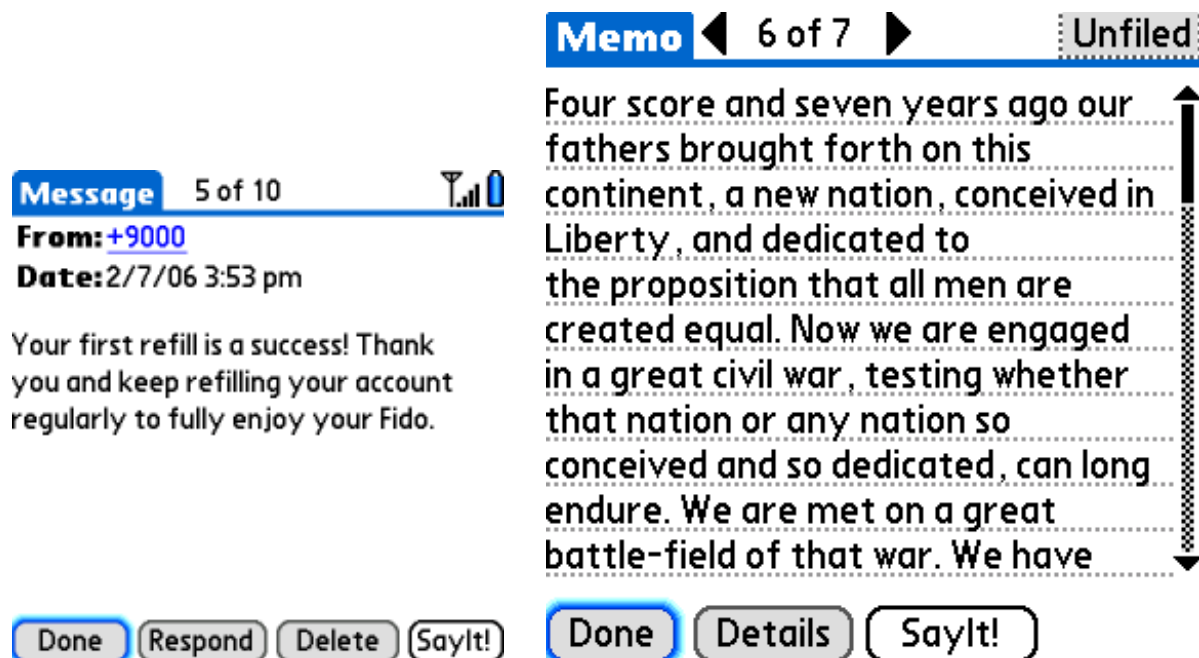 Message 5 of 10
From: +9000
Date: 2/7/06 3:53 pm
Your first refill is a success! Thank
you and keep refilling your account
regularly to fully enjoy your Fido.
Done Respond Delete SayIt!
Memo 6 of 7 Unfiled
Four score and seven years ago our
fathers brought forth on this
continent, a new nation, conceived in
Liberty, and dedicated to
the proposition that all men are
created equal. Now we are engaged
in a great civil war, testing whether
that nation or any nation so
conceived and so dedicated, can long
endure. We are met on a great
battle-field of that war. We have
Done Details SayIt!